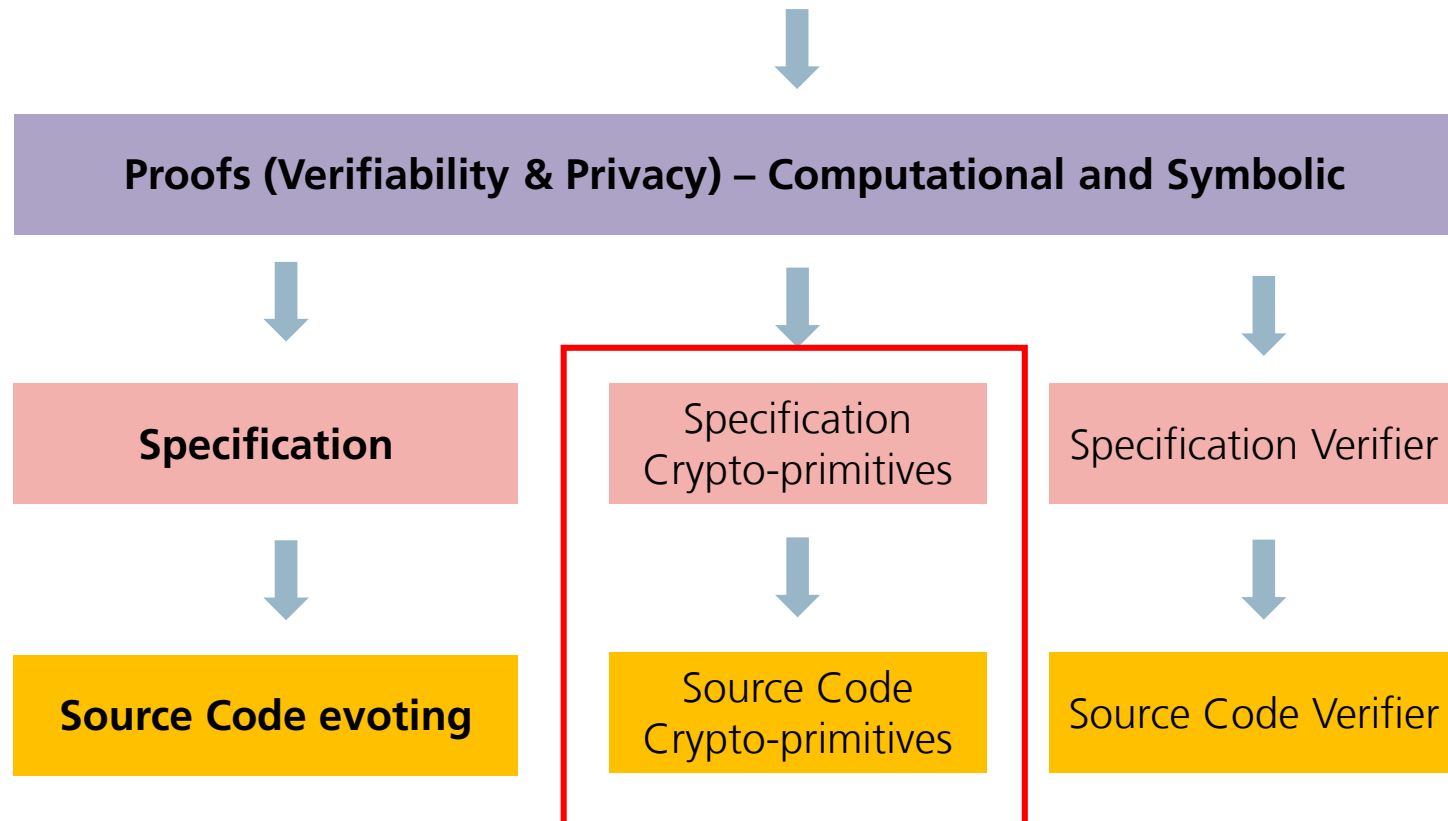 Proofs (Verifiability & Privacy) – Computational and Symbolic
Specification
Specification
Crypto-primitives
Specification Verifier
Source Code evoting
Source Code
Crypto-primitives
Source Code Verifier